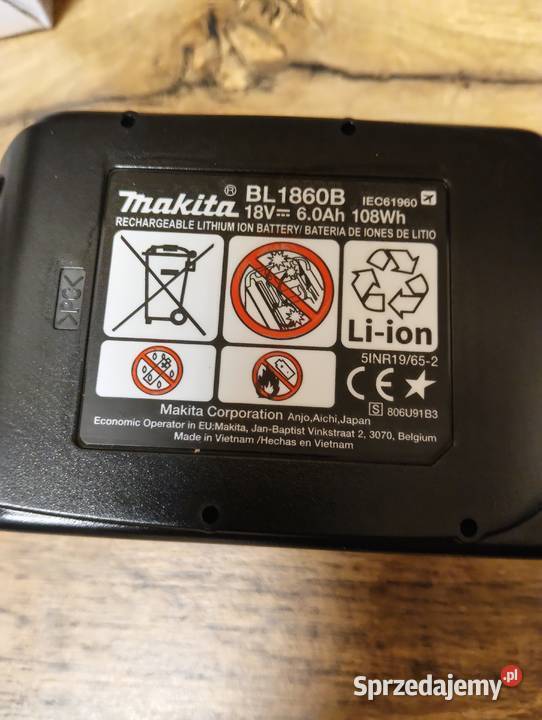 makita® BL1860B IEC61960
18V 6.0Ah 108Wh
RECHARGEABLE LITHIUM ION BATTERY/ BATERIA DE IONES DE LITIO
>PC<
Li-ion
5INR19/65-2
CE
S 806U91B3
Makita Corporation Anjo,Aichi,Japan
Economic Operator in EU:Makita, Jan-Baptist Vinkstraat 2, 3070, Belgium
Made in Vietnam /Hechas en Vietnam
Sprzedajemy.pl